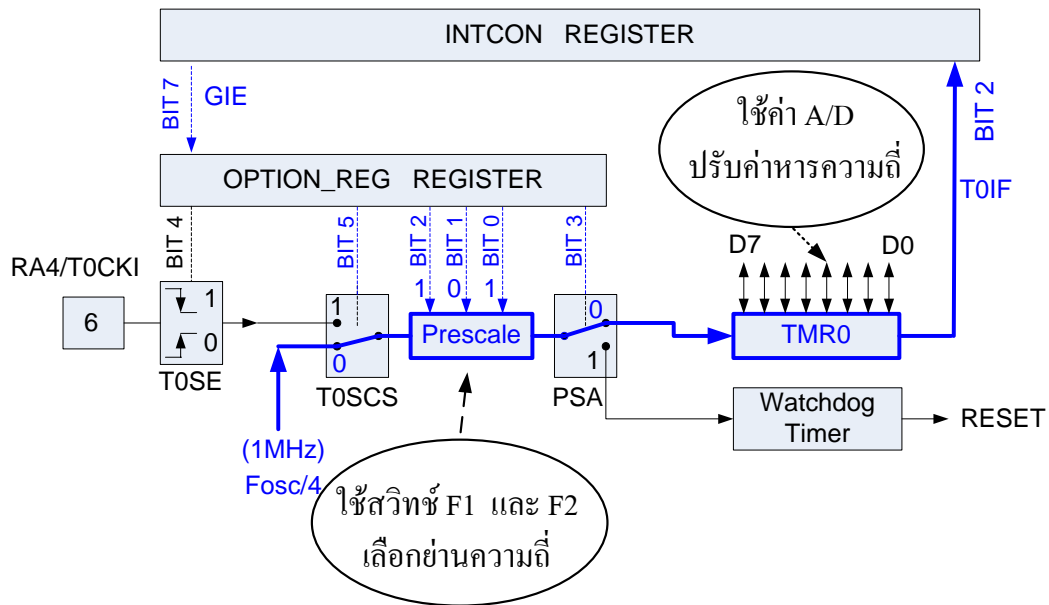 INTCON REGISTER
BIT 7
GIE
BIT 2
T0IF
ใช้ค่า A/D
ปรับค่าหารความถี่
OPTION_REG REGISTER
BIT 4
BIT 5
BIT 2
BIT 1
BIT 0
BIT 3
1
0
1
D7
D0
RA4/T0CKI
6
1
0
T0SE
1
0
T0SCS
Prescale
0
1
PSA
TMR0
Watchdog
Timer
RESET
(1MHz)
Fosc/4
ใช้สวิทช์ F1 และ F2
เลือกย่านความถี่